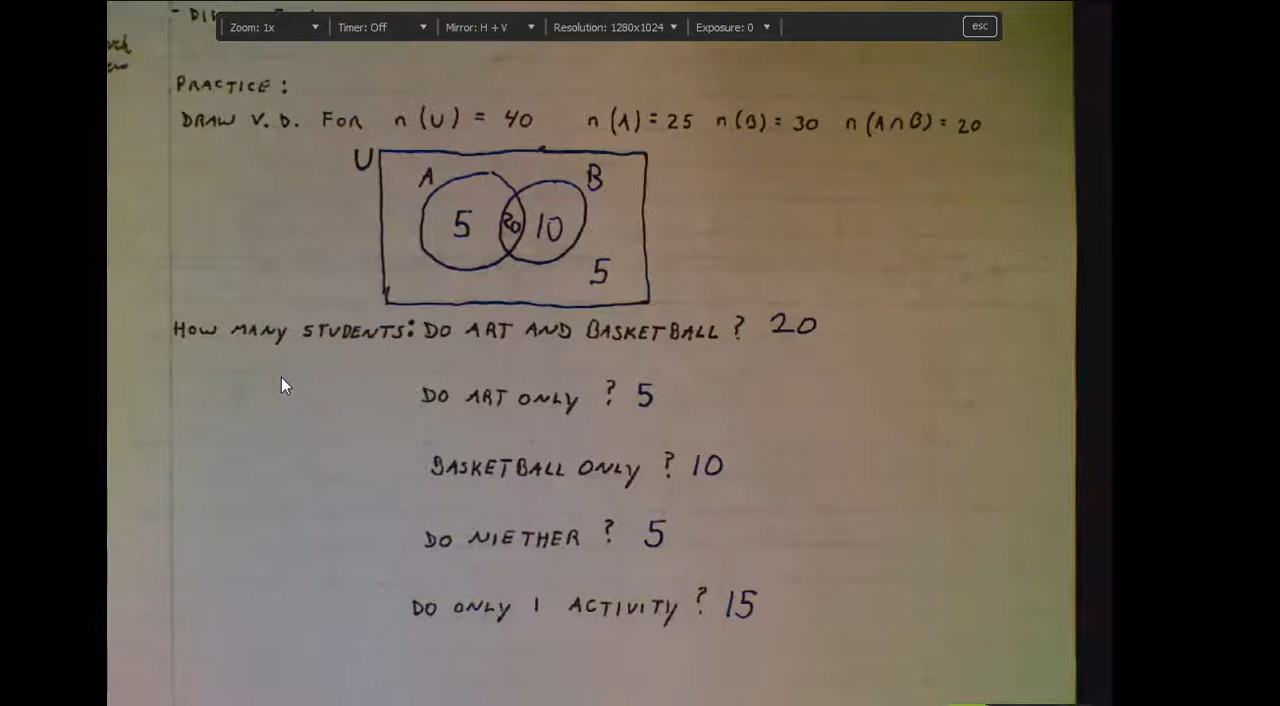 Zoom: 1x Timer: Off Mirror: H + V Resolution: 1280x1024 Exposure: 0 esc
PRACTICE:
DRAW V. D. FOR n(U) = 40 n(A) = 25 n(B) = 30 n(A∩B) = 20
U
A B
5 20 10
5
HOW MANY STUDENTS: DO ART AND BASKETBALL? 20
DO ART ONLY? 5
BASKETBALL ONLY? 10
DO NIETHER? 5
DO ONLY 1 ACTIVITY? 15